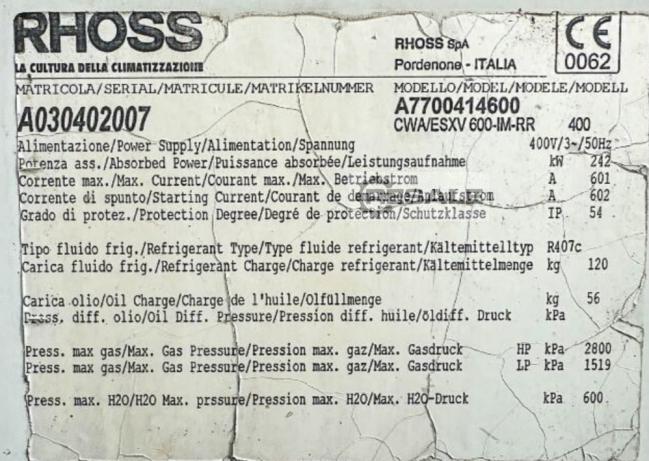 RHOSS
LA CULTURA DELLA CLIMATIZZAZIONE
RHOSS SpA
Pordenone - ITALIA
CE
0062
MATRICOLA/SERIAL/MATRICULE/MATRIKELNUMMER MODELLO/MODEL/MODELE/MODELL
A030402007 A7700414600
CWA/ESXV 600-IM-RR 400
Alimentazione/Power Supply/Alimentation/Spannung 400V/3~/50Hz
Potenza ass./Absorbed Power/Puissance absorbée/Leistungsaufnahme kW 242
Corrente max./Max. Current/Courant max./Max. Betriebstrom A 601
Corrente di spunto/Starting Current/Courant de demarrage/Anlaufstrom A 602
Grado di protez./Protection Degree/Degré de protection/Schutzklasse IP 54
Tipo fluido frig./Refrigerant Type/Type fluide refrigerant/Kältemittelltyp R407c
Carica fluido frig./Refrigerant Charge/Charge refrigerant/Kältemittelmenge kg 120
Carica olio/Oil Charge/Charge de l'huile/Olfüllmenge kg 56
Press. diff. olio/Oil Diff. Pressure/Pression diff. huile/öldiff. Druck kPa
Press. max gas/Max. Gas Pressure/Pression max. gaz/Max. Gasdruck HP kPa 2800
Press. max gas/Max. Gas Pressure/Pression max. gaz/Max. Gasdruck LP kPa 1519
Press. max. H2O/H2O Max. prssure/Pression max. H2O/Max. H2O-Druck kPa 600